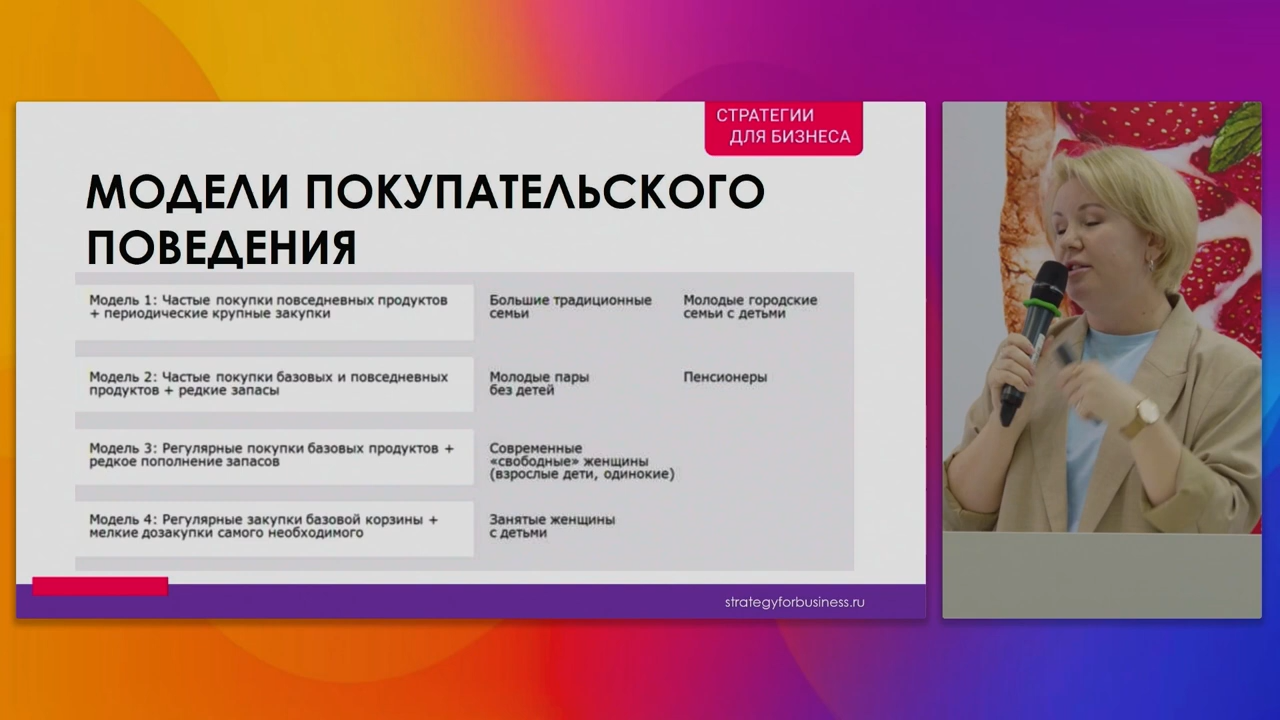 СТРАТЕГИИ
ДЛЯ БИЗНЕСА
МОДЕЛИ ПОКУПАТЕЛЬСКОГО
ПОВЕДЕНИЯ
Модель 1: Частые покупки повседневных продуктов
+ периодические крупные закупки
Большие традиционные
семьи
Молодые городские
семьи с детьми
Модель 2: Частые покупки базовых и повседневных
продуктов + редкие запасы
Молодые пары
без детей
Пенсионеры
Модель 3: Регулярные покупки базовых продуктов +
редкое пополнение запасов
Современные
«свободные» женщины
(взрослые дети, одинокие)
Модель 4: Регулярные закупки базовой корзины +
мелкие дозакупки самого необходимого
Занятые женщины
с детьми
strategyforbusiness.ru